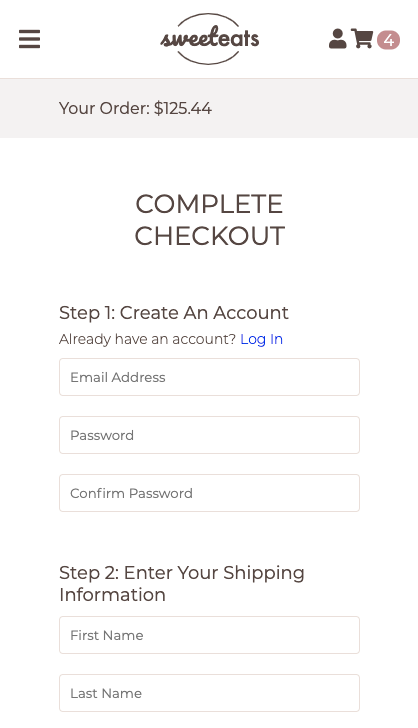 sweeteats
4
Your Order: $125.44
COMPLETE
CHECKOUT
Step 1: Create An Account
Already have an account? Log In
Email Address
Password
Confirm Password
Step 2: Enter Your Shipping
Information
First Name
Last Name